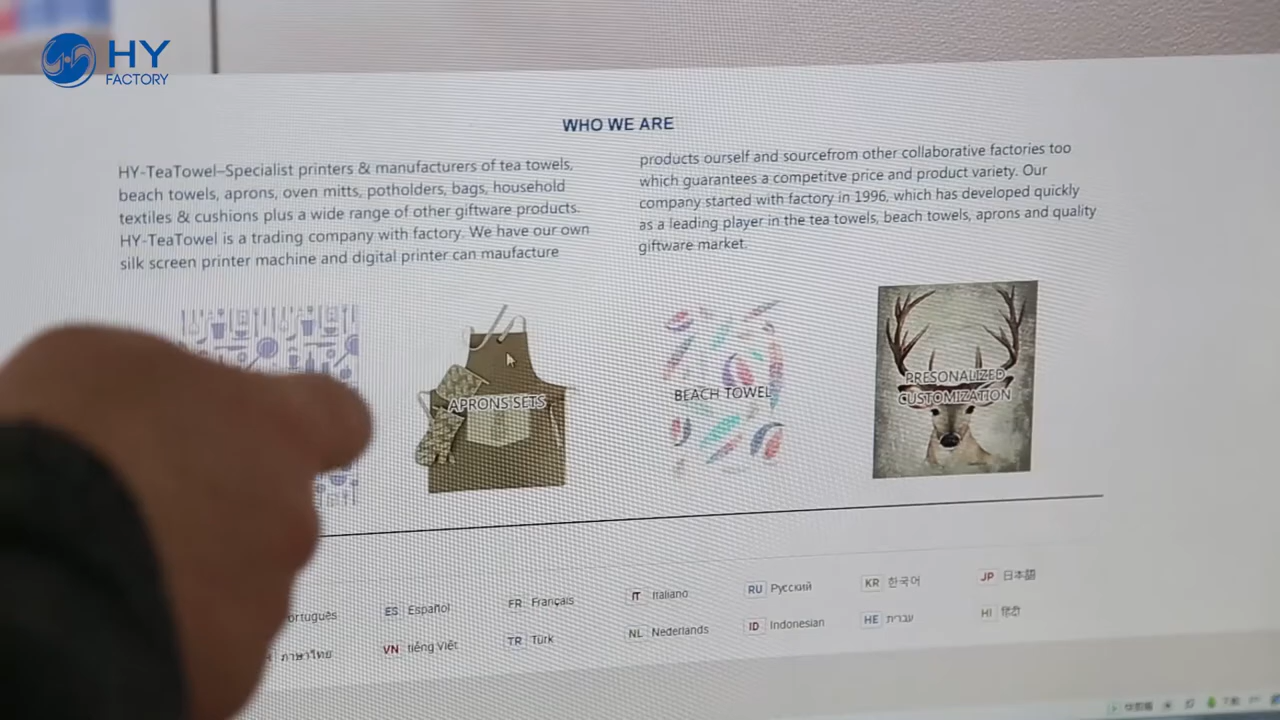 HY
FACTORY
WHO WE ARE
HY-TeaTowel–Specialist printers & manufacturers of tea towels,
beach towels, aprons, oven mitts, potholders, bags, household
textiles & cushions plus a wide range of other giftware products.
HY-TeaTowel is a trading company with factory. We have our own
silk screen printer machine and digital printer can maufacture
products ourself and sourcefrom other collaborative factories too
which guarantees a competitve price and product variety. Our
company started with factory in 1996, which has developed quickly
as a leading player in the tea towels, beach towels, aprons and quality
giftware market.
APRONS SETS
BEACH TOWEL
PRESONALIZED
CUSTOMIZATION
ortuguês
ES Español
FR Français
IT Italiano
RU Русский
KR 한국어
JP 日本語
ภาษาไทย
VN tiếng Việt
TR Türk
NL Nederlands
ID Indonesian
HE עברית
HI हिंदी